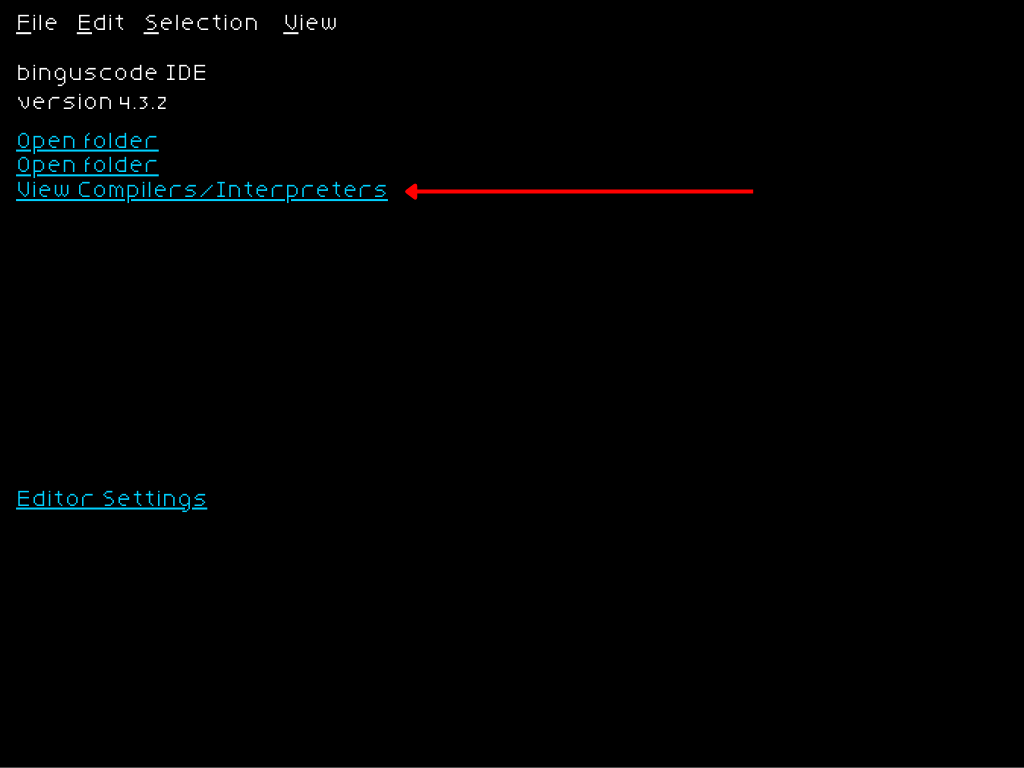 File Edit Selection View
binguscode IDE
version 4.3.2
Open folder
Open folder
View Compilers/Interpreters
Editor Settings